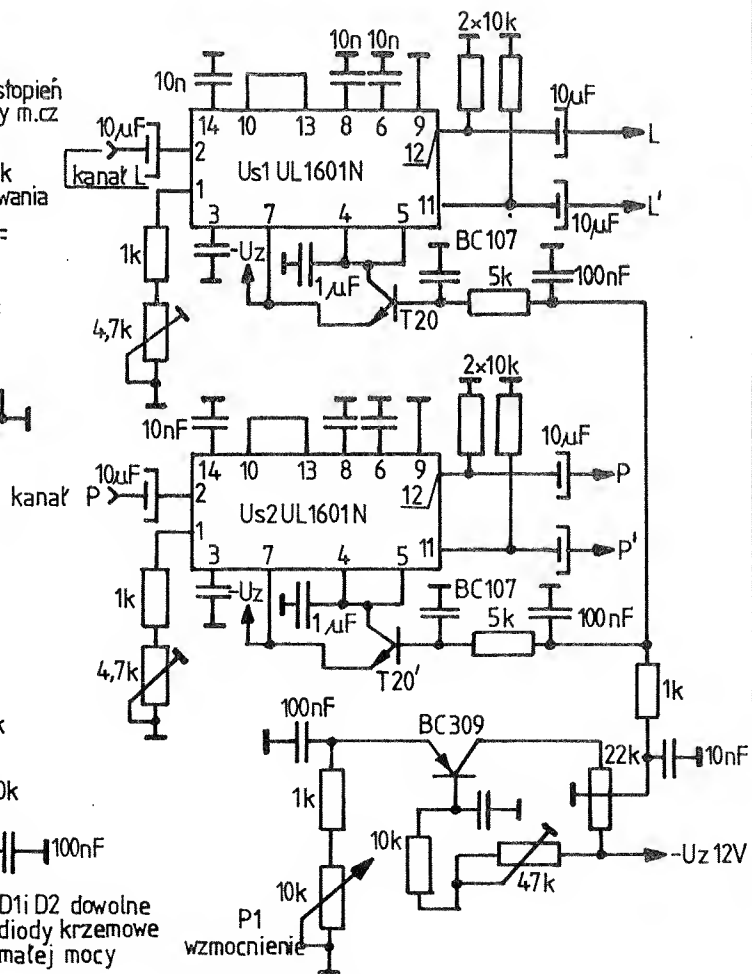 stopień
y m.cz
k
wania
10n
10n 10n
2×10k
10µF
10µF
kanał L
14 10 13 8 6 9
2
12
Us1 UL1601N
1
11
3 7 4 5
L
L'
10µF
1k
-Uz
1µF
BC107
5k
100nF
T20
4,7k
2×10k
10nF
10µF
10µF
kanał P
14 10 13 8 6 9
2
12
Us2 UL1601N
1
11
3 7 4 5
P
P'
1k
-Uz
1µF
BC107
5k
100nF
T20'
4,7k
1k
100nF
BC309
22k
10nF
k
1k
0k
10k
47k
-Uz 12V
100nF
10k
P1
wzmocnienie
D1 i D2 dowolne
diody krzemowe
małej mocy